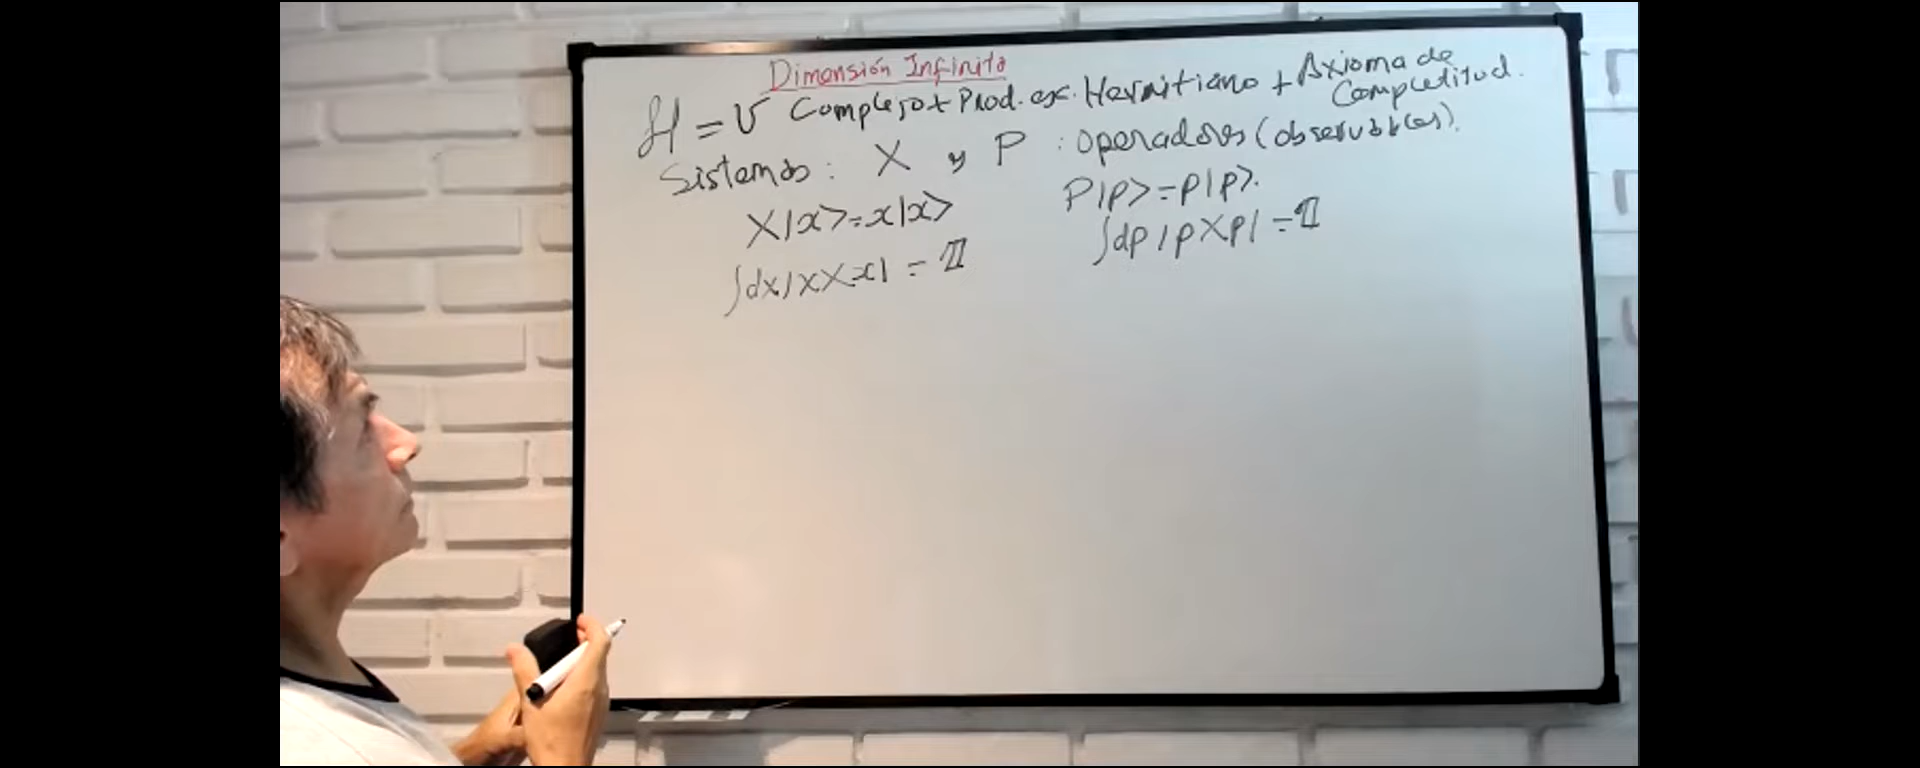 Dimensión Infinita
H = V Complejo + Prod. esc. Hermitiano + Axioma de Completitud.
Sistemas: X y P : operadores (observables).
X|x> = x|x>
P|p> = p|p>.
∫dx|x><x| = 𝟙
∫dp|p><p| = 𝟙